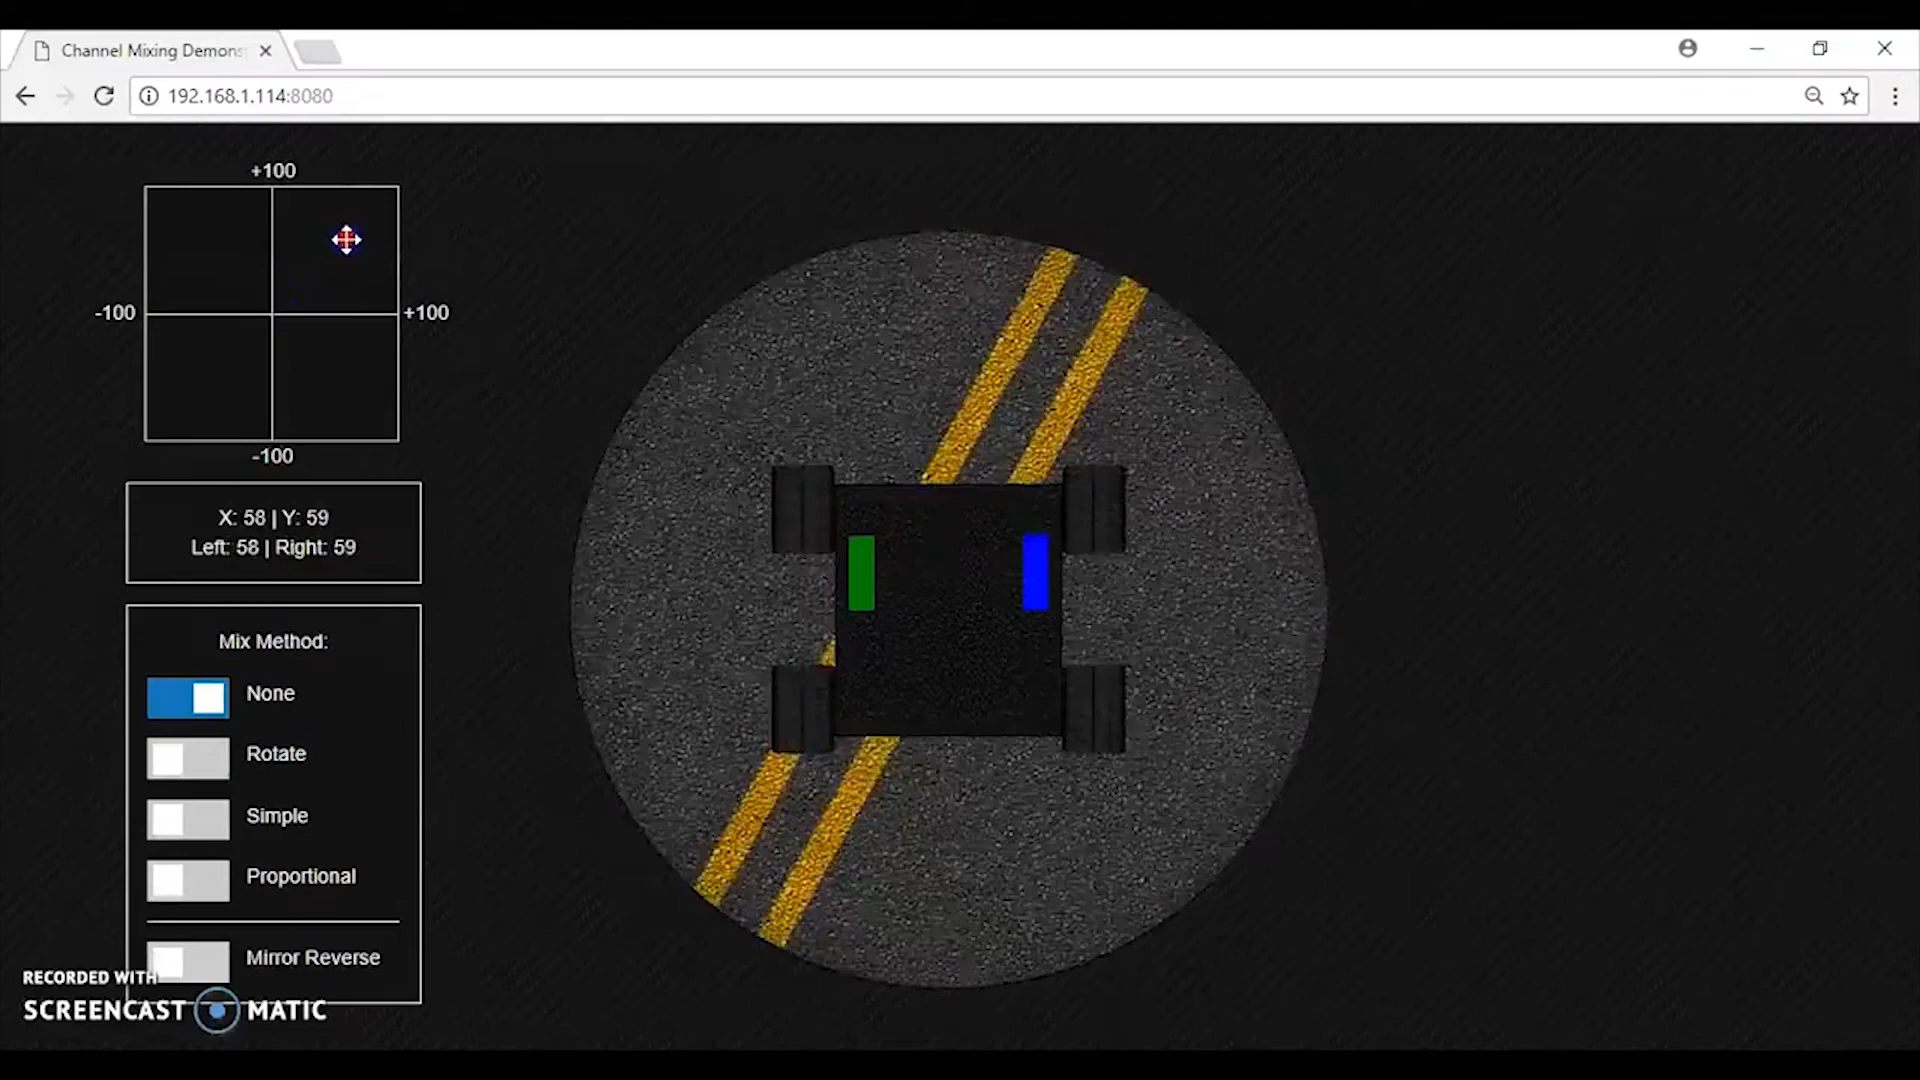 Channel Mixing Demons
192.168.1.114:8080
+100
-100
+100
-100
X: 58 | Y: 59
Left: 58 | Right: 59
Mix Method:
None
Rotate
Simple
Proportional
Mirror Reverse
RECORDED WITH
SCREENCAST MATIC